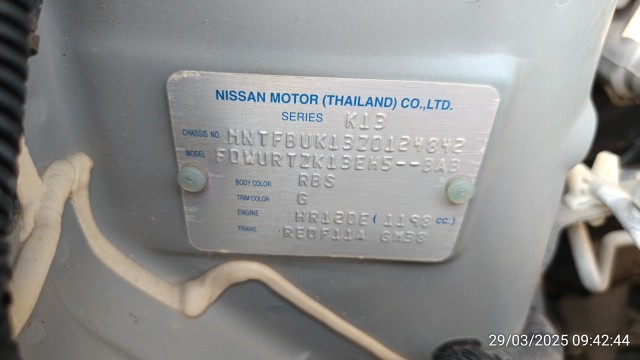 NISSAN MOTOR (THAILAND) CO.,LTD.
SERIES K13
CHASSIS NO. MNTFBUK13Z0124842
MODEL FDWURTZK13EH5--BAB
BODY COLOR RBS
TRIM COLOR G
ENGINE HR12DE ( 1198 CC.)
TRANS. RE0F11A GM58
29/03/2025 09:42:44